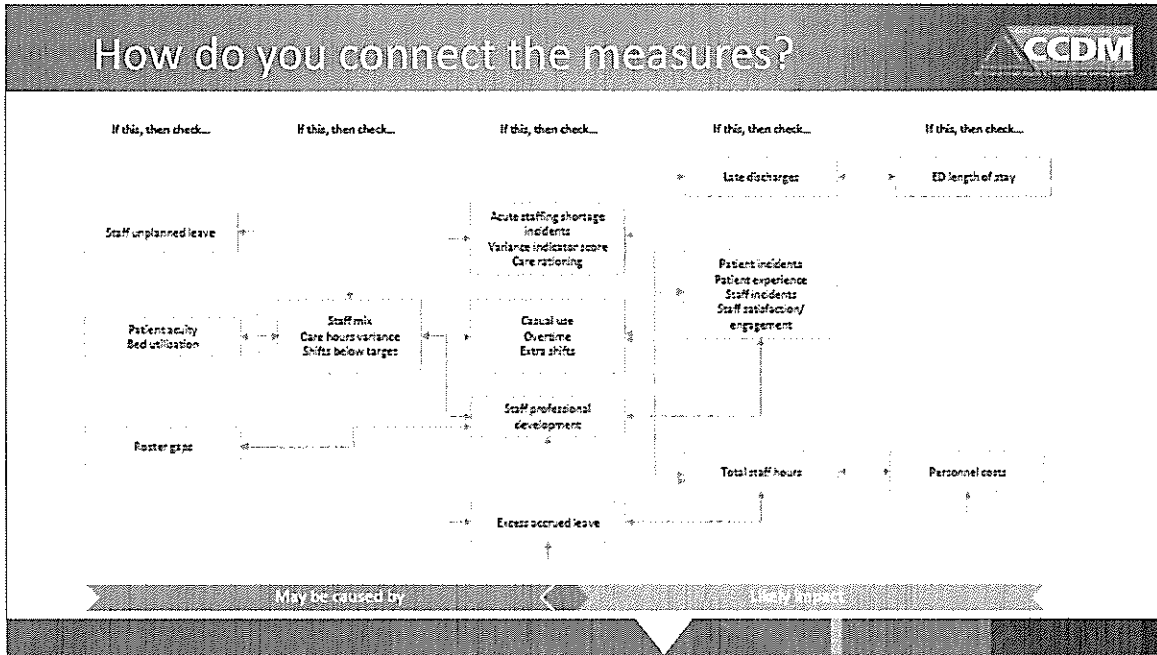 How do you connect the measures?
CCDM
If this, then check...
If this, then check...
If this, then check...
If this, then check...
If this, then check...
Late discharges
ED length of stay
Staff unplanned leave
Acute staffing shortage
incidents
Variance indicator score
Care rationing
Patient incidents
Patient experience
Staff incidents
Staff satisfaction/
engagement
Patient acuity
Bed utilisation
Staff mix
Care hours variance
Shifts below target
Casual use
Overtime
Extra shifts
Staff professional
development
Roster gaps
Total staff hours
Personnel costs
Excess accrued leave
May be caused by
Likely impact